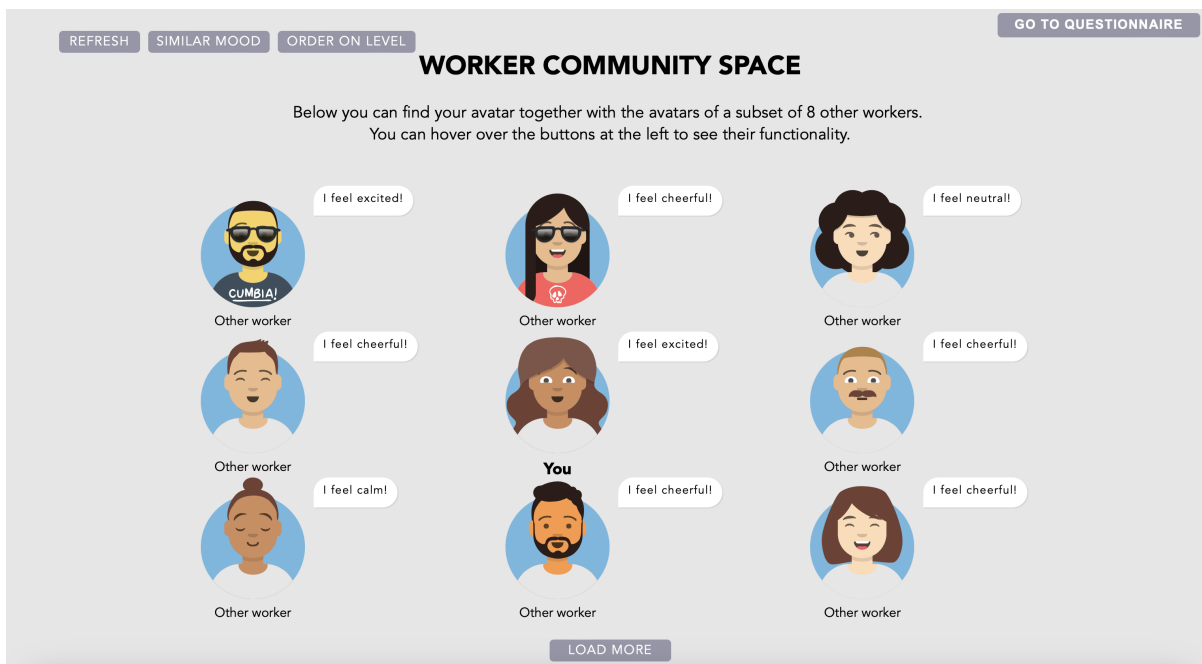 GO TO QUESTIONNAIRE
REFRESH
SIMILAR MOOD
ORDER ON LEVEL
WORKER COMMUNITY SPACE
Below you can find your avatar together with the avatars of a subset of 8 other workers.
You can hover over the buttons at the left to see their functionality.
I feel excited!
CUMBIA!
Other worker
I feel cheerful!
Other worker
I feel neutral!
Other worker
I feel cheerful!
Other worker
I feel excited!
You
I feel cheerful!
Other worker
I feel calm!
Other worker
I feel cheerful!
Other worker
I feel cheerful!
Other worker
LOAD MORE